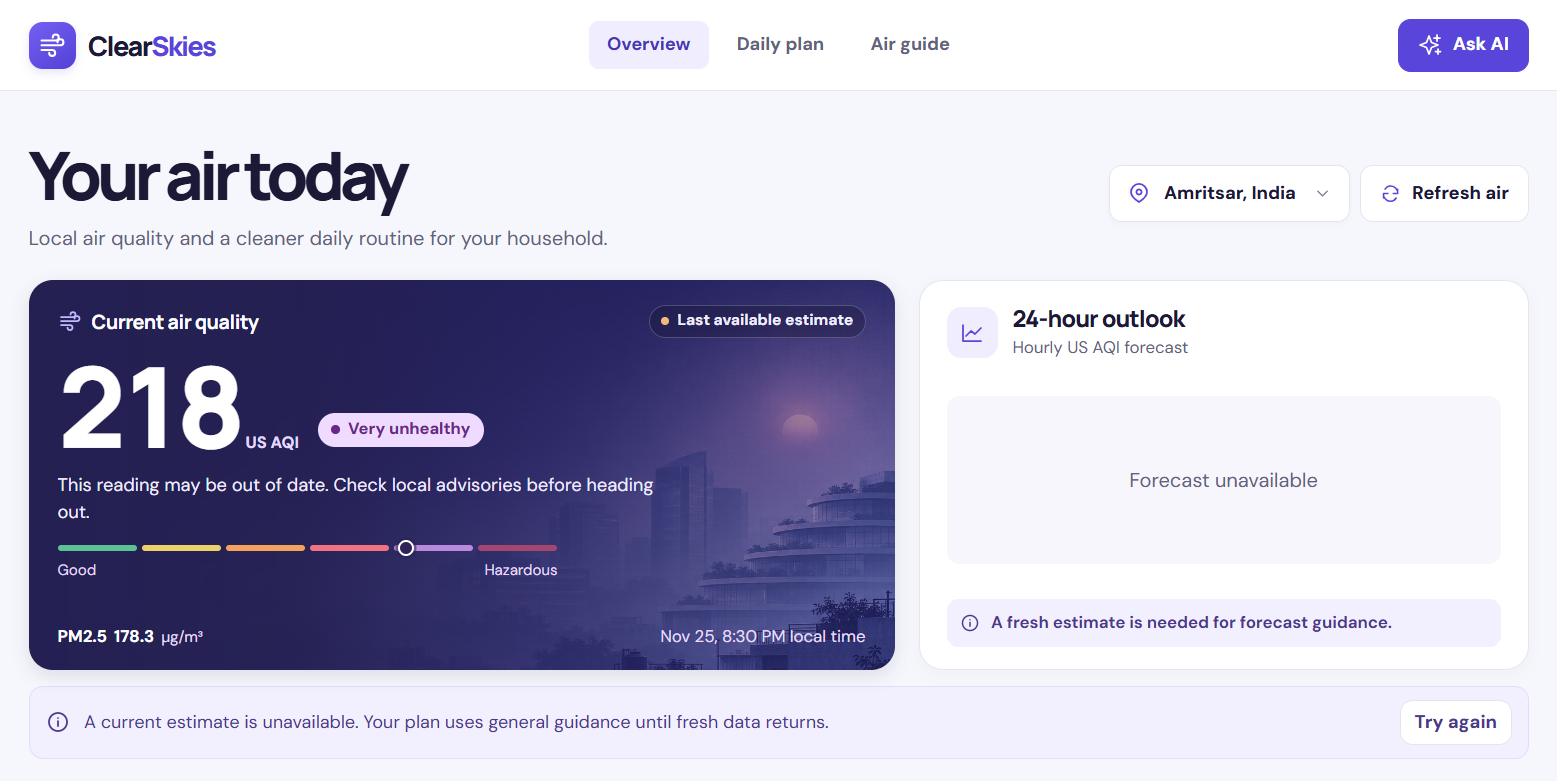 ClearSkies
Overview
Daily plan
Air guide
Ask AI
Your air today
Local air quality and a cleaner daily routine for your household.
Amritsar, India
Refresh air
Current air quality
Last available estimate
218 US AQI
Very unhealthy
This reading may be out of date. Check local advisories before heading
out.
Good
Hazardous
PM2.5 178.3 µg/m³
Nov 25, 8:30 PM local time
24-hour outlook
Hourly US AQI forecast
Forecast unavailable
A fresh estimate is needed for forecast guidance.
A current estimate is unavailable. Your plan uses general guidance until fresh data returns.
Try again